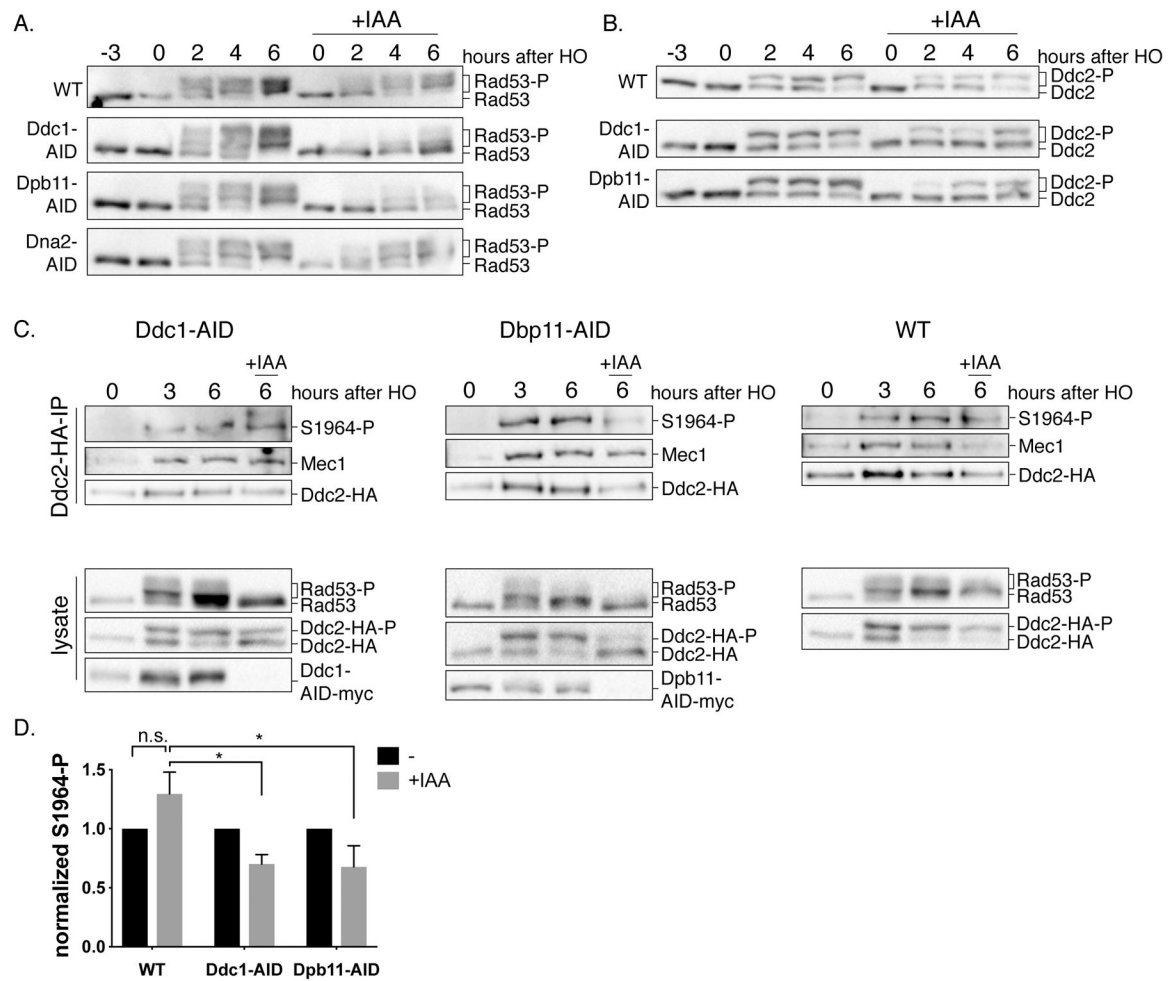 A.
+IAA
-3 0 2 4 6 0 2 4 6 hours after HO
WT
Rad53-P
Rad53
Ddc1-
AID
Rad53-P
Rad53
Dpb11-
AID
Rad53-P
Rad53
Dna2-
AID
Rad53-P
Rad53
B.
+IAA
-3 0 2 4 6 0 2 4 6 hours after HO
WT
Ddc2-P
Ddc2
Ddc1-
AID
Ddc2-P
Ddc2
Dpb11-
AID
Ddc2-P
Ddc2
C.
Ddc1-AID
+IAA
0 3 6 6 hours after HO
Ddc2-HA-IP
S1964-P
Mec1
Ddc2-HA
lysate
Rad53-P
Rad53
Ddc2-HA-P
Ddc2-HA
Ddc1-
AID-myc
Dbp11-AID
+IAA
0 3 6 6 hours after HO
S1964-P
Mec1
Ddc2-HA
Rad53-P
Rad53
Ddc2-HA-P
Ddc2-HA
Dpb11-
AID-myc
WT
+IAA
0 3 6 6 hours after HO
S1964-P
Mec1
Ddc2-HA
Rad53-P
Rad53
Ddc2-HA-P
Ddc2-HA
D.
n.s.
*
*
-
+IAA
normalized S1964-P
1.5
1.0
0.5
0.0
WT Ddc1-AID Dpb11-AID